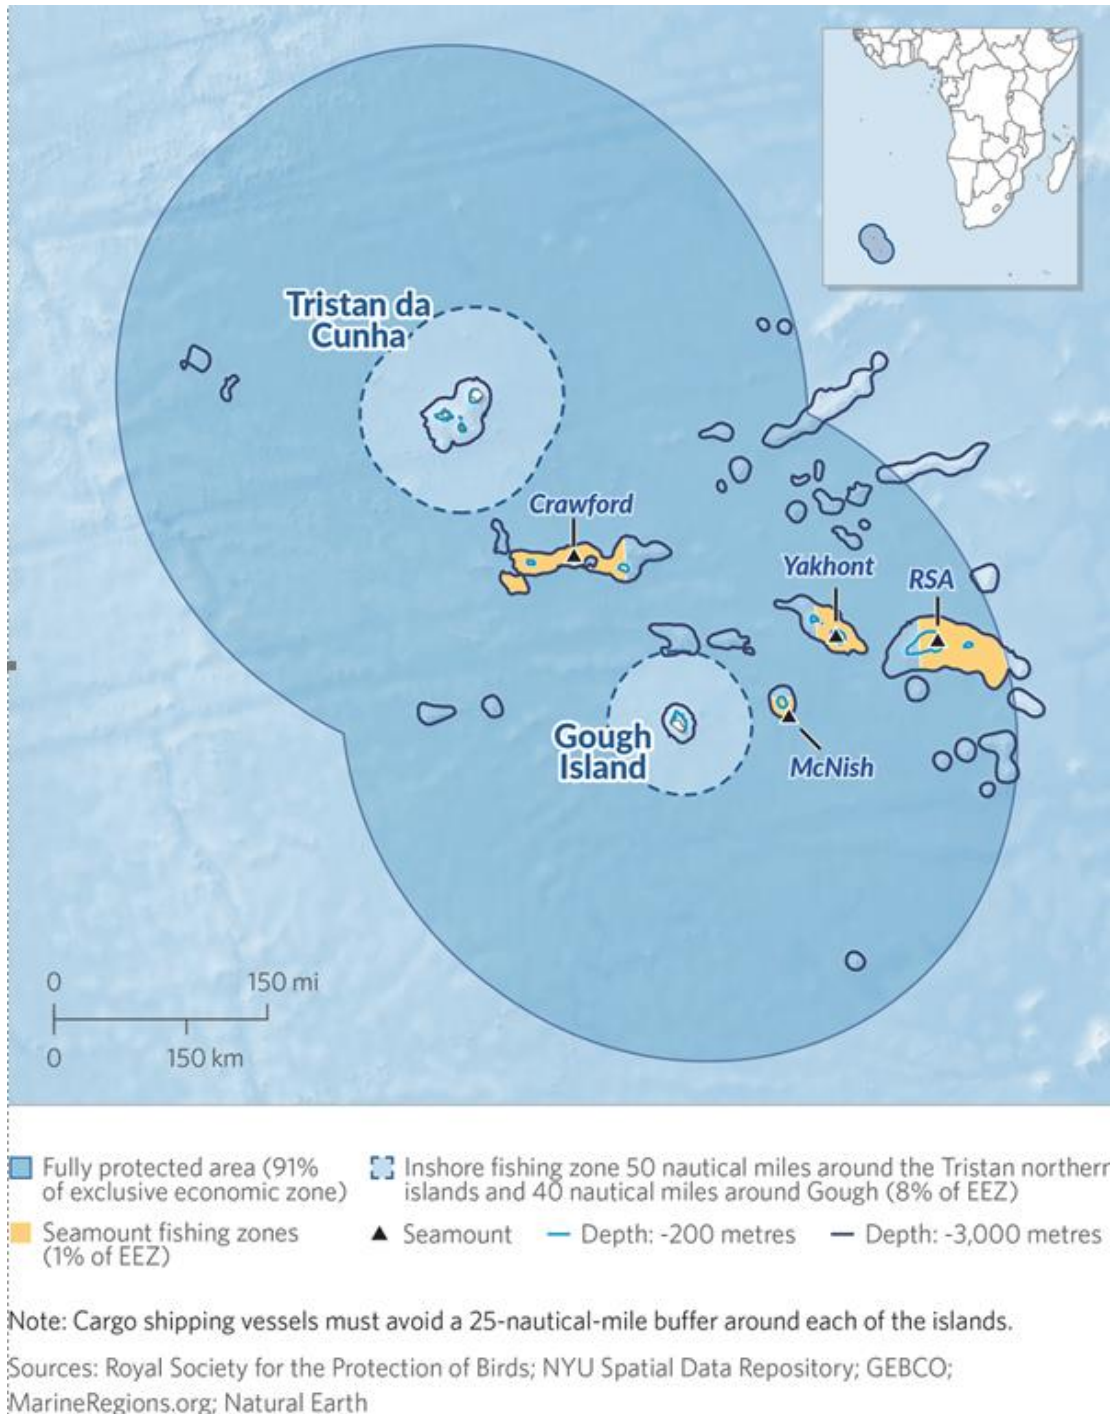 Tristan da
Cunha
Crawford
Yakhont
RSA
Gough
Island
McNish
0
150 mi
0
150 km
Fully protected area (91%
of exclusive economic zone)
Inshore fishing zone 50 nautical miles around the Tristan northern
islands and 40 nautical miles around Gough (8% of EEZ)
Seamount fishing zones
(1% of EEZ)
Seamount
Depth: -200 metres
Depth: -3,000 metres
Note: Cargo shipping vessels must avoid a 25-nautical-mile buffer around each of the islands.
Sources: Royal Society for the Protection of Birds; NYU Spatial Data Repository; GEBCO;
MarineRegions.org; Natural Earth